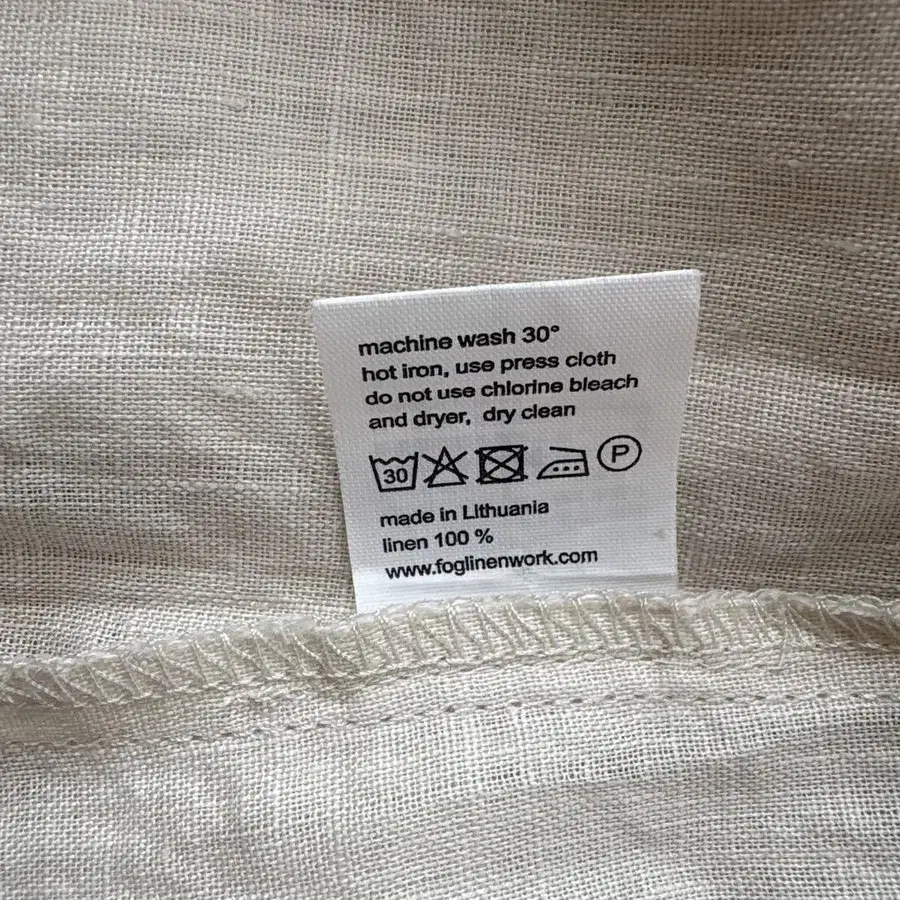 machine wash 30°
hot iron, use press cloth
do not use chlorine bleach
and dryer, dry clean
30 P
made in Lithuania
linen 100 %
www.foglinenwork.com